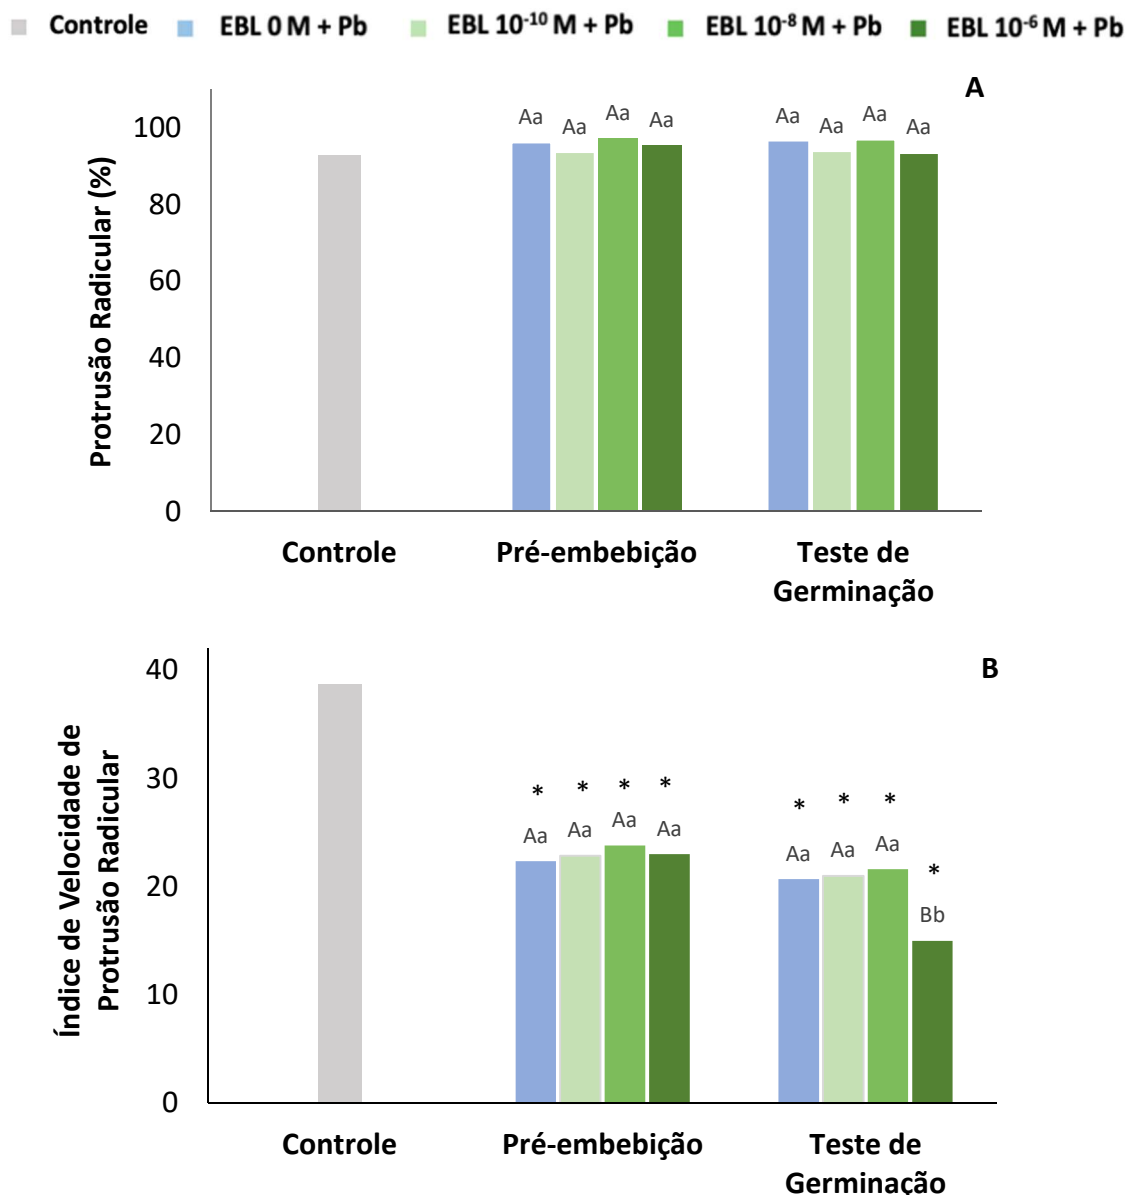 Controle EBL 0 M + Pb EBL 10⁻¹⁰ M + Pb EBL 10⁻⁸ M + Pb EBL 10⁻⁶ M + Pb
A
Protrusão Radicular (%)
100
80
60
40
20
0
Aa Aa Aa Aa Aa Aa Aa Aa
Controle Pré-embebição Teste de
Germinação
B
Índice de Velocidade de
Protrusão Radicular
40
30
20
10
0
* * * * * * * *
Aa Aa Aa Aa Aa Aa Aa Bb
Controle Pré-embebição Teste de
Germinação